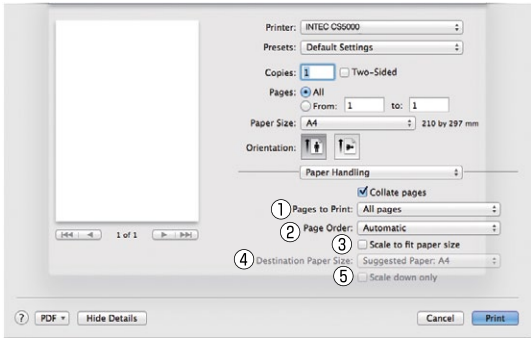 Printer: INTEC CS5000
Presets: Default Settings
Copies: 1 Two-Sided
Pages: All
From: 1 to: 1
Paper Size: A4 210 by 297 mm
Orientation:
Paper Handling
Collate pages
① Pages to Print: All pages
② Page Order: Automatic
③ Scale to fit paper size
④ Destination Paper Size: Suggested Paper: A4
⑤ Scale down only
1 of 1
? PDF Hide Details Cancel Print